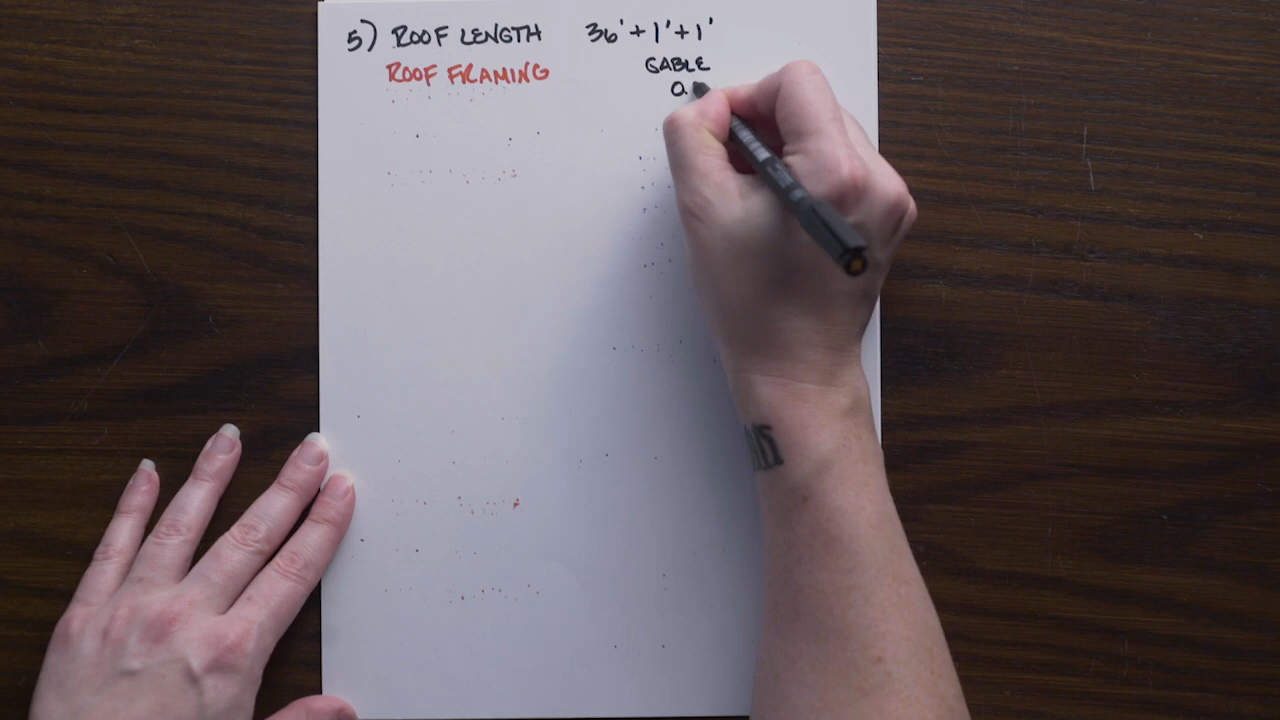 5) ROOF LENGTH 36'+1'+1'
ROOF FRAMING GABLE
O